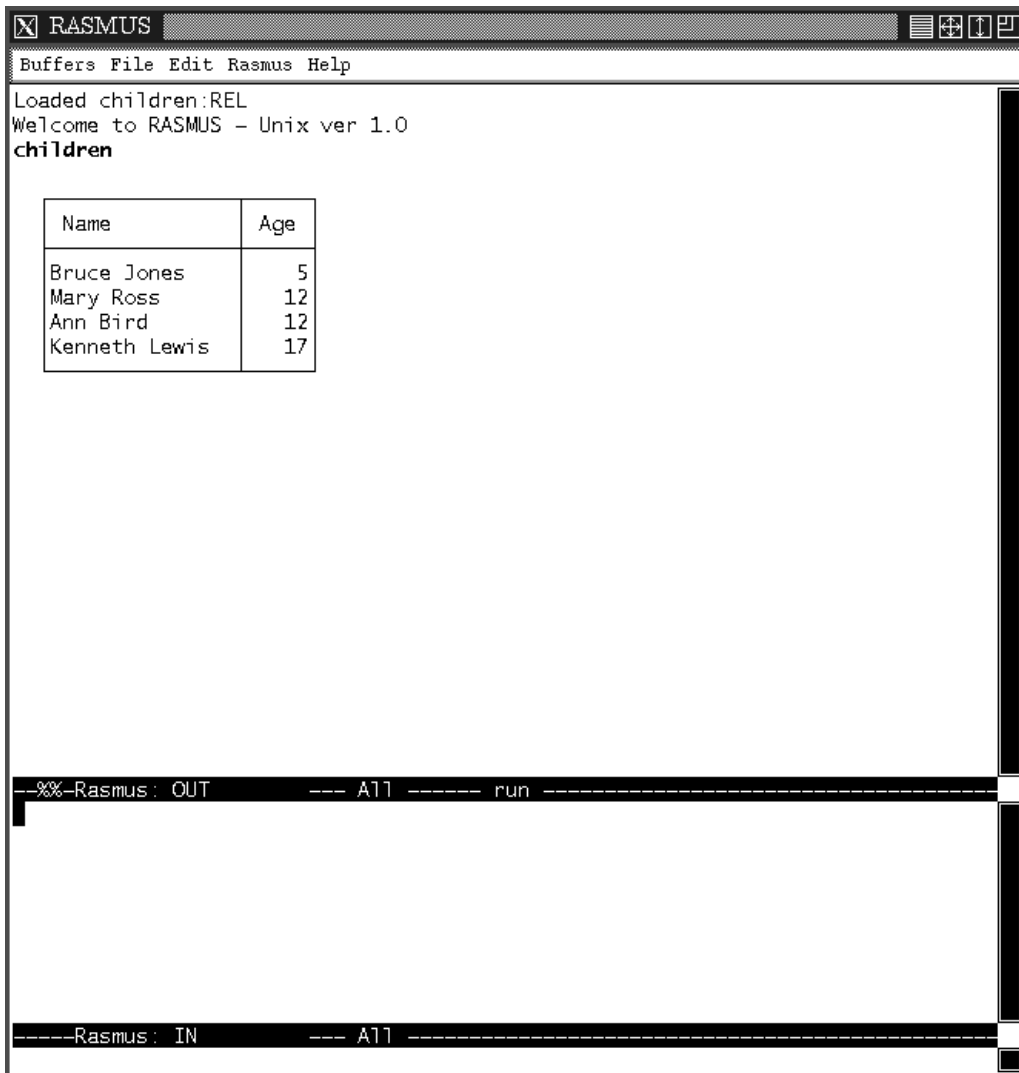 X RASMUS
Buffers File Edit Rasmus Help
Loaded children:REL
Welcome to RASMUS – Unix ver 1.0
children
Name Age
Bruce Jones 5
Mary Ross 12
Ann Bird 12
Kenneth Lewis 17
--%%-Rasmus: OUT --- All ------ run -------------------------------------
-----Rasmus: IN --- All ------------------------------------------------